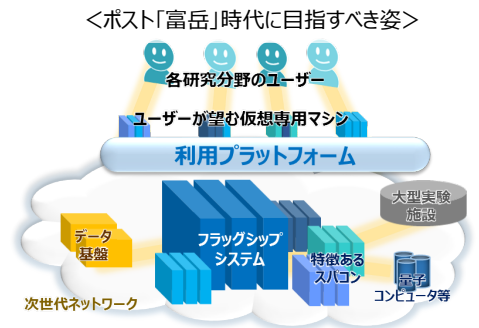 ＜ポスト「富岳」時代に目指すべき姿＞
各研究分野のユーザー
ユーザーが望む仮想専用マシン
利用プラットフォーム
大型実験
施設
データ
基盤
フラッグシップ
システム
特徴ある
スパコン
量子
コンピュータ等
次世代ネットワーク